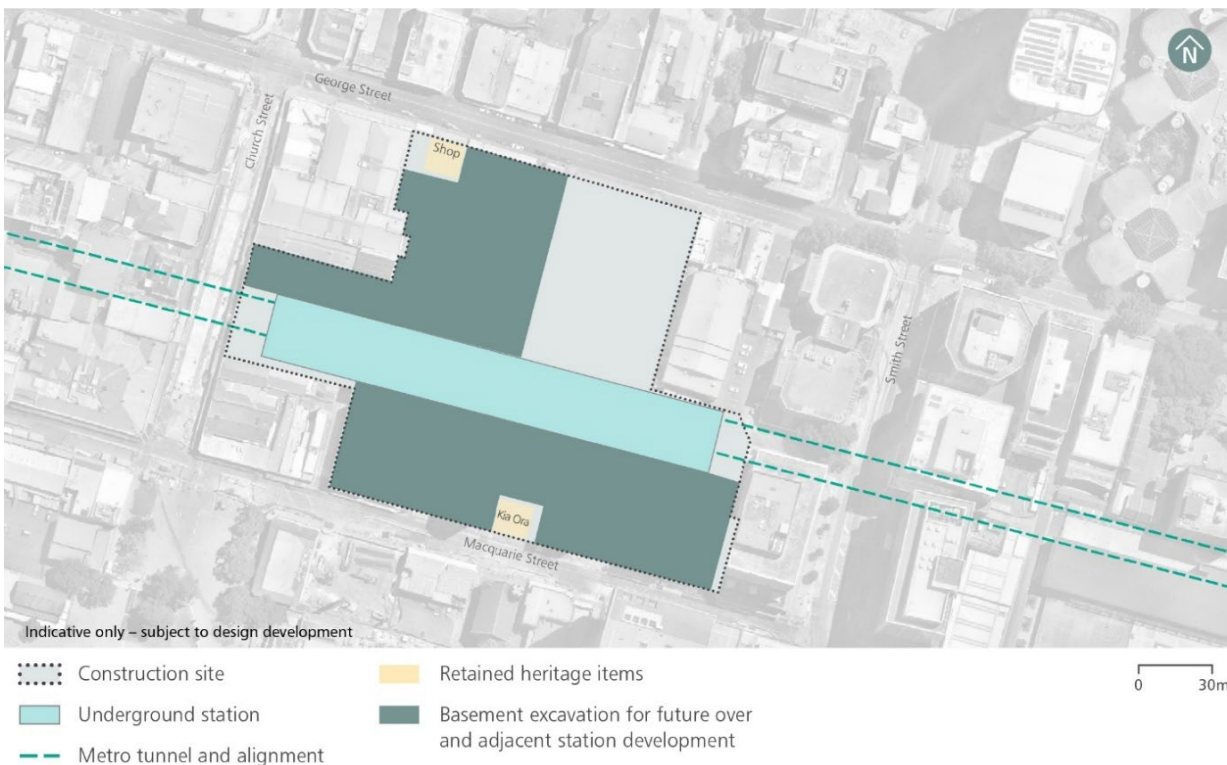 N
George Street
Church Street
Shop
Smith Street
Kia Ora
Macquarie Street
Indicative only – subject to design development
Construction site
Retained heritage items
0 30m
Underground station
Basement excavation for future over
and adjacent station development
Metro tunnel and alignment